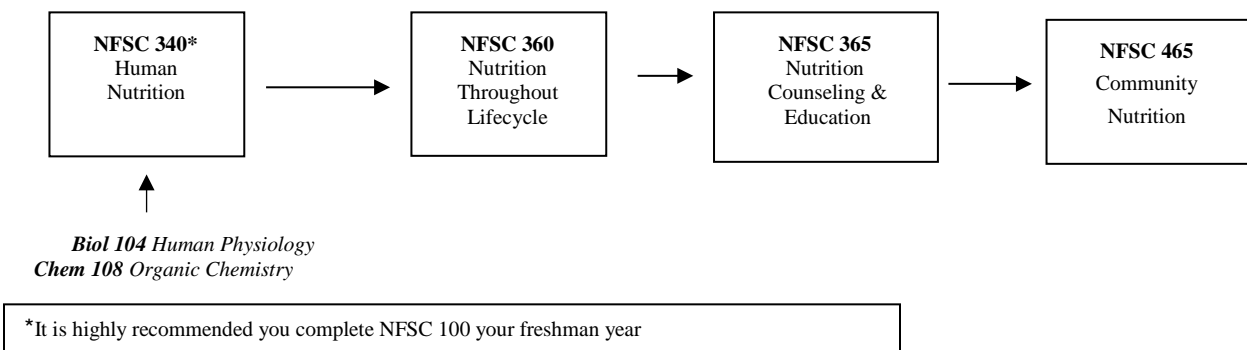 NFSC 340*
Human
Nutrition
NFSC 360
Nutrition
Throughout
Lifecycle
NFSC 365
Nutrition
Counseling &
Education
NFSC 465
Community
Nutrition
Biol 104 Human Physiology
Chem 108 Organic Chemistry
*It is highly recommended you complete NFSC 100 your freshman year